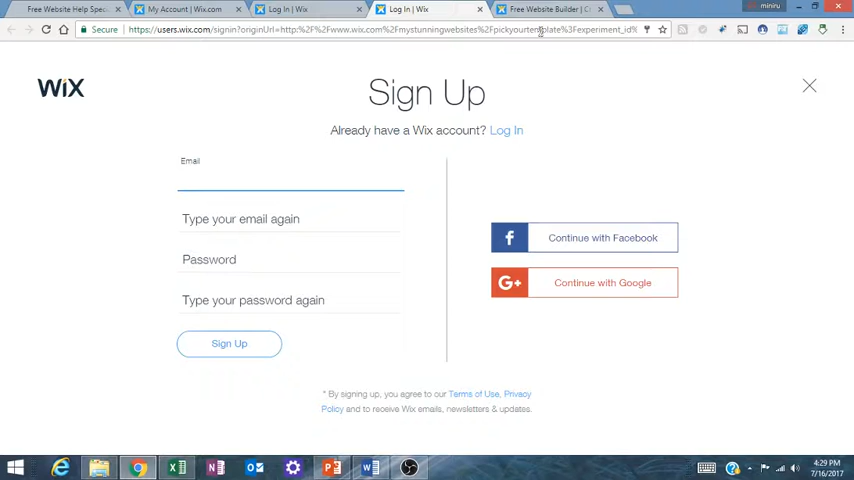 Free Website Help Speci
My Account | Wix.com
Log In | Wix
Log In | Wix
Free Website Builder | C
miniru
Secure
https://users.wix.com/signin?originUrl=http:%2F%2Fwww.wix.com%2Fmystunningwebsites%2Fpickyourtemplate%3Fexperiment_id%
WiX
Sign Up
Already have a Wix account? Log In
Email
Type your email again
Password
Type your password again
Sign Up
f Continue with Facebook
G+ Continue with Google
* By signing up, you agree to our Terms of Use, Privacy
Policy and to receive Wix emails, newsletters & updates.
4:29 PM
7/16/2017